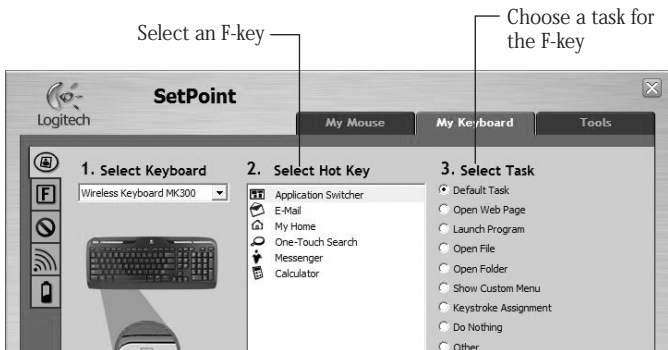 Select an F-key
Choose a task for
the F-key
Logitech
SetPoint
My Mouse
My Keyboard
Tools
1. Select Keyboard
Wireless Keyboard MK300
2. Select Hot Key
Application Switcher
E-Mail
My Home
One-Touch Search
Messenger
Calculator
3. Select Task
Default Task
Open Web Page
Launch Program
Open File
Open Folder
Show Custom Menu
Keystroke Assignment
Do Nothing
Other
F